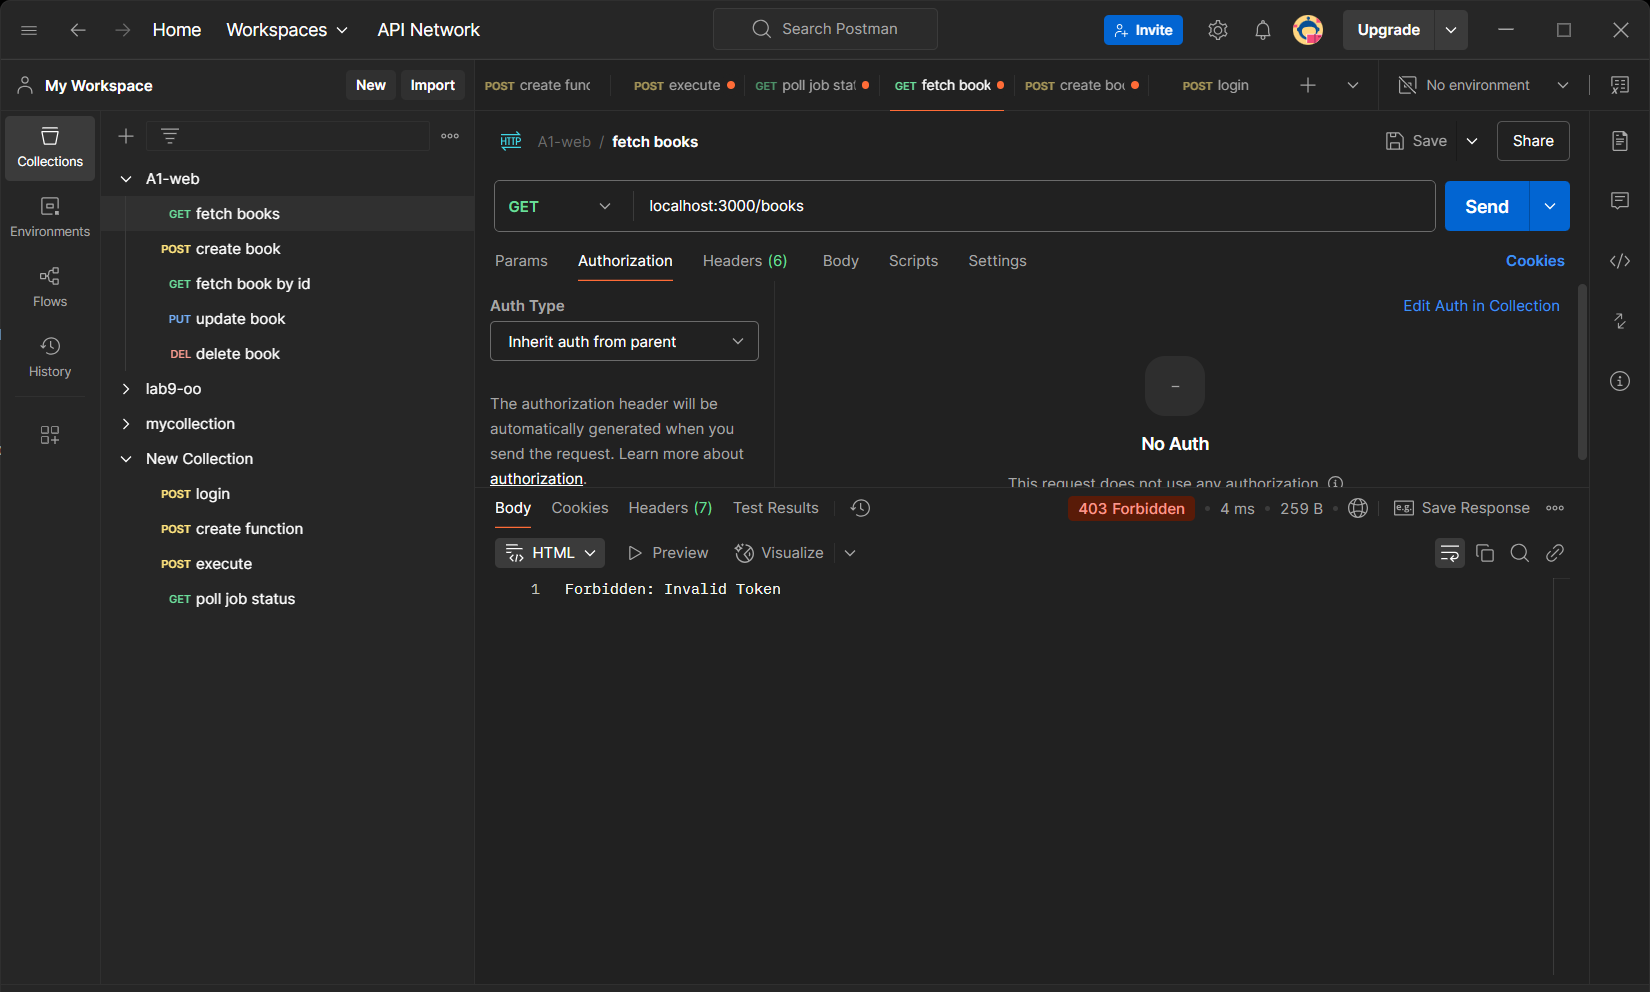 Home Workspaces API Network Search Postman Invite Upgrade
My Workspace New Import
POST create func POST execute GET poll job stat GET fetch book POST create boo POST login No environment
Collections
Environments
Flows
History
A1-web
GET fetch books
POST create book
GET fetch book by id
PUT update book
DEL delete book
lab9-oo
mycollection
New Collection
POST login
POST create function
POST execute
GET poll job status
HTTP A1-web / fetch books Save Share
GET localhost:3000/books Send
Params Authorization Headers (6) Body Scripts Settings Cookies
Auth Type Edit Auth in Collection
Inherit auth from parent
The authorization header will be
automatically generated when you
send the request. Learn more about
authorization.
No Auth
This request does not use any authorization.
Body Cookies Headers (7) Test Results 403 Forbidden • 4 ms • 259 B • e.g. Save Response
HTML Preview Visualize
1 Forbidden: Invalid Token